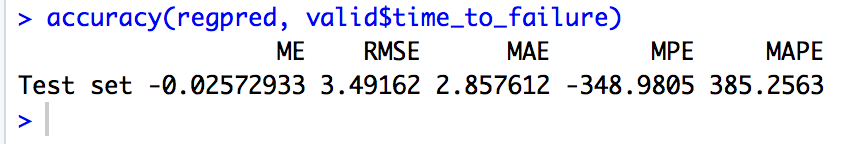 > accuracy(regpred, valid$time_to_failure)
ME RMSE MAE MPE MAPE
Test set -0.02572933 3.49162 2.857612 -348.9805 385.2563
>